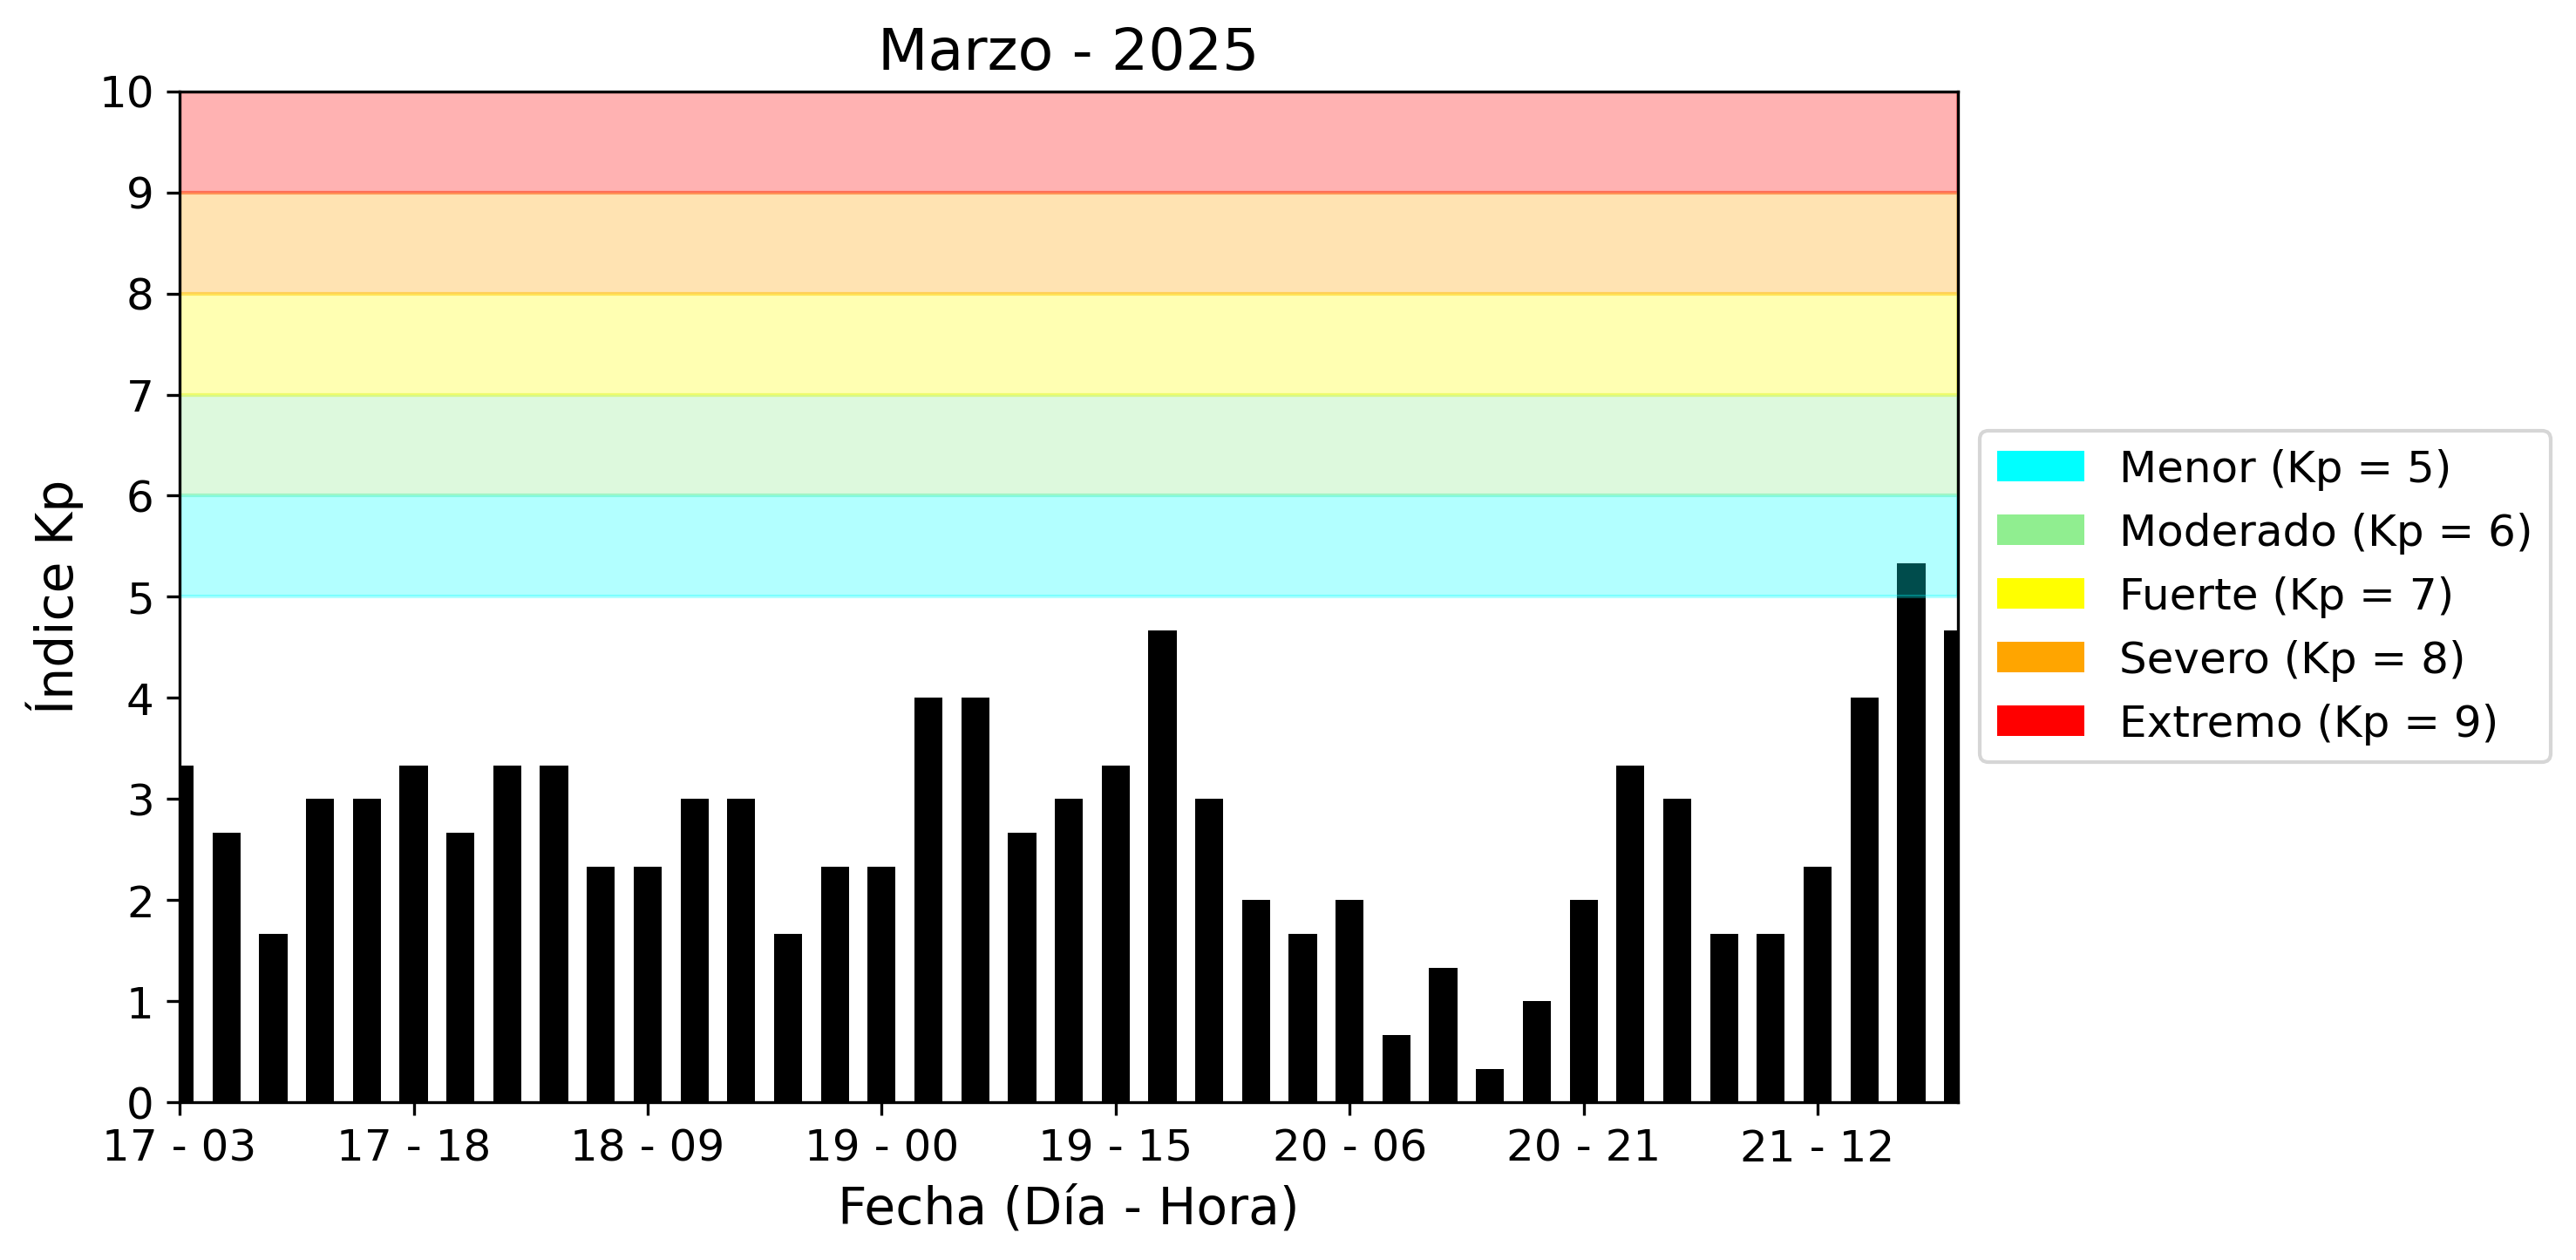 Marzo - 2025
10
9
8
7
6
5
4
3
2
1
0
Índice Kp
17 - 03
17 - 18
18 - 09
19 - 00
19 - 15
20 - 06
20 - 21
21 - 12
Fecha (Día - Hora)
Menor (Kp = 5)
Moderado (Kp = 6)
Fuerte (Kp = 7)
Severo (Kp = 8)
Extremo (Kp = 9)